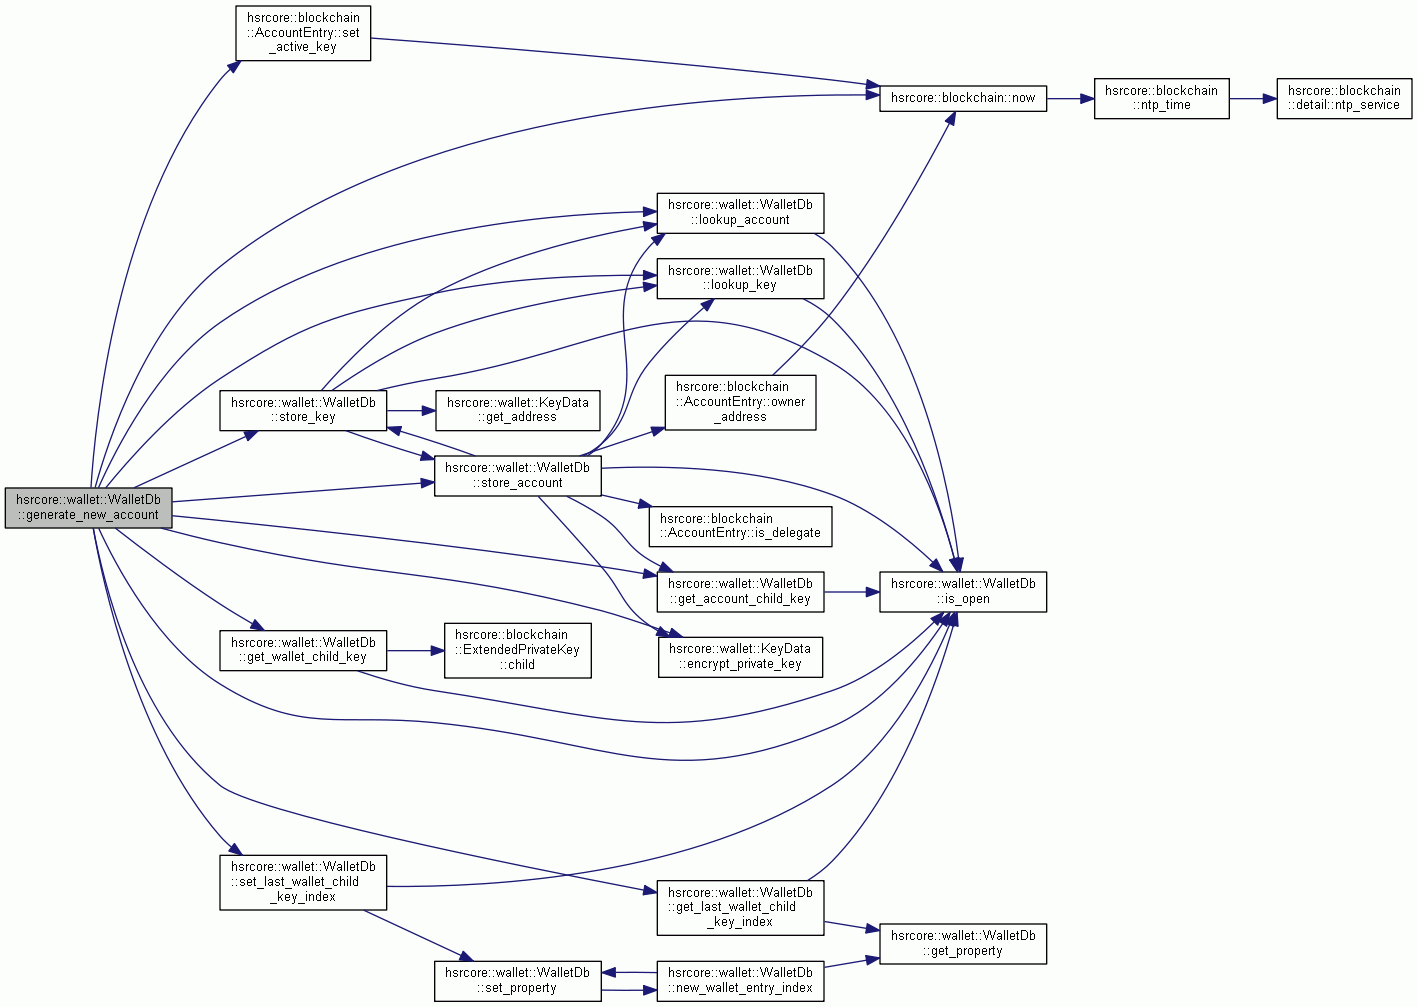 hsrcore::blockchain
::AccountEntry::set
_active_key
hsrcore::blockchain::now
hsrcore::blockchain
::ntp_time
hsrcore::blockchain
::detail::ntp_service
hsrcore::wallet::WalletDb
::lookup_account
hsrcore::wallet::WalletDb
::lookup_key
hsrcore::wallet::WalletDb
::store_key
hsrcore::wallet::KeyData
::get_address
hsrcore::blockchain
::AccountEntry::owner
_address
hsrcore::wallet::WalletDb
::store_account
hsrcore::wallet::WalletDb
::generate_new_account
hsrcore::blockchain
::AccountEntry::is_delegate
hsrcore::wallet::WalletDb
::get_account_child_key
hsrcore::wallet::WalletDb
::is_open
hsrcore::wallet::WalletDb
::get_wallet_child_key
hsrcore::blockchain
::ExtendedPrivateKey
::child
hsrcore::wallet::KeyData
::encrypt_private_key
hsrcore::wallet::WalletDb
::set_last_wallet_child
_key_index
hsrcore::wallet::WalletDb
::get_last_wallet_child
_key_index
hsrcore::wallet::WalletDb
::get_property
hsrcore::wallet::WalletDb
::set_property
hsrcore::wallet::WalletDb
::new_wallet_entry_index